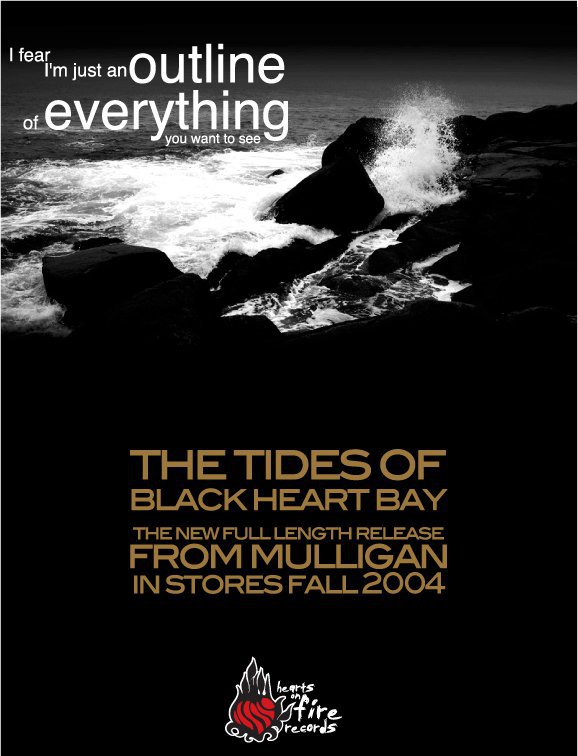 I fear
I'm just an outline
of everything
you want to see
THE TIDES OF
BLACK HEART BAY
THE NEW FULL LENGTH RELEASE
FROM MULLIGAN
IN STORES FALL 2004
hearts
on
fire
records